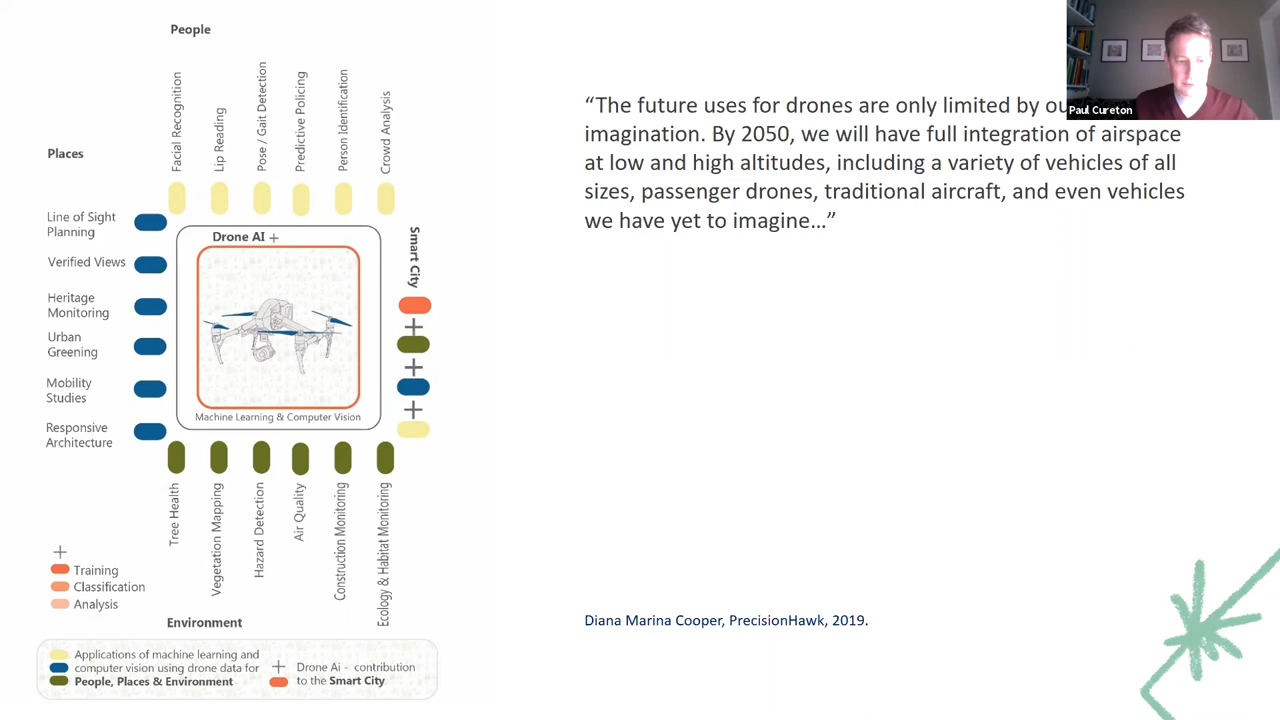 People
Facial Recognition
Lip Reading
Pose / Gait Detection
Predictive Policing
Person Identification
Crowd Analysis
Places
Line of Sight
Planning
Verified Views
Heritage
Monitoring
Urban
Greening
Mobility
Studies
Responsive
Architecture
Drone AI +
Machine Learning & Computer Vision
Smart City
+
+
+
Tree Health
Vegetation Mapping
Hazard Detection
Air Quality
Construction Monitoring
Ecology & Habitat Monitoring
+
Training
Classification
Analysis
Environment
Applications of machine learning and
computer vision using drone data for
People, Places & Environment
+ Drone Ai - contribution
to the Smart City
“The future uses for drones are only limited by
imagination. By 2050, we will have full integration of airspace
at low and high altitudes, including a variety of vehicles of all
sizes, passenger drones, traditional aircraft, and even vehicles
we have yet to imagine…”
Diana Marina Cooper, PrecisionHawk, 2019.
Paul Cureton